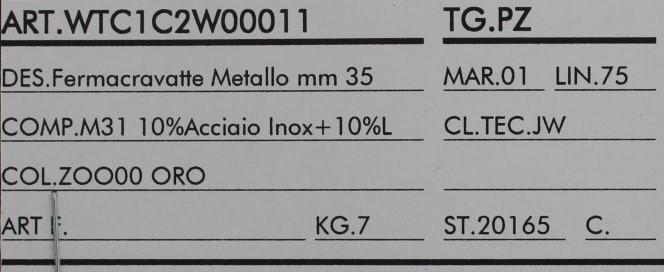 ART.WTC1C2W00011 TG.PZ
DES.Fermacravatte Metallo mm 35 MAR.01 LIN.75
COMP.M31 10%Acciaio Inox+10%L CL.TEC.JW
COL.ZOO00 ORO
ART F. KG.7 ST.20165 C.